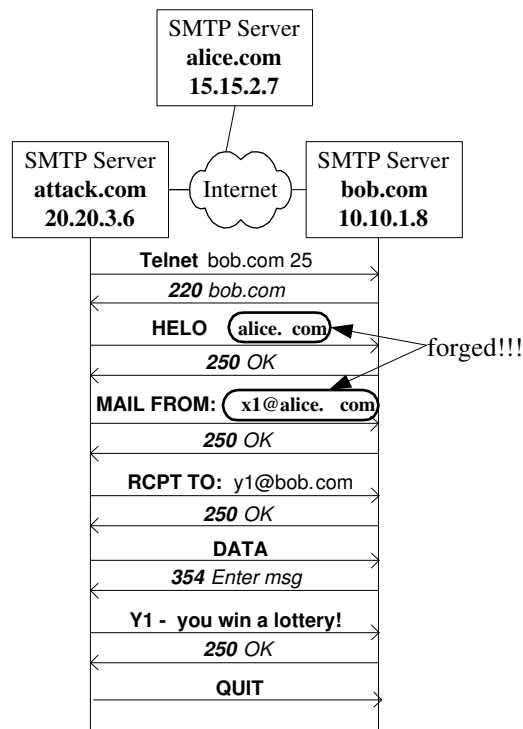 SMTP Server
alice.com
15.15.2.7
SMTP Server
attack.com
20.20.3.6
Internet
SMTP Server
bob.com
10.10.1.8
Telnet bob.com 25
220 bob.com
HELO alice. com
forged!!!
250 OK
MAIL FROM: x1@alice. com
250 OK
RCPT TO: y1@bob.com
250 OK
DATA
354 Enter msg
Y1 - you win a lottery!
250 OK
QUIT